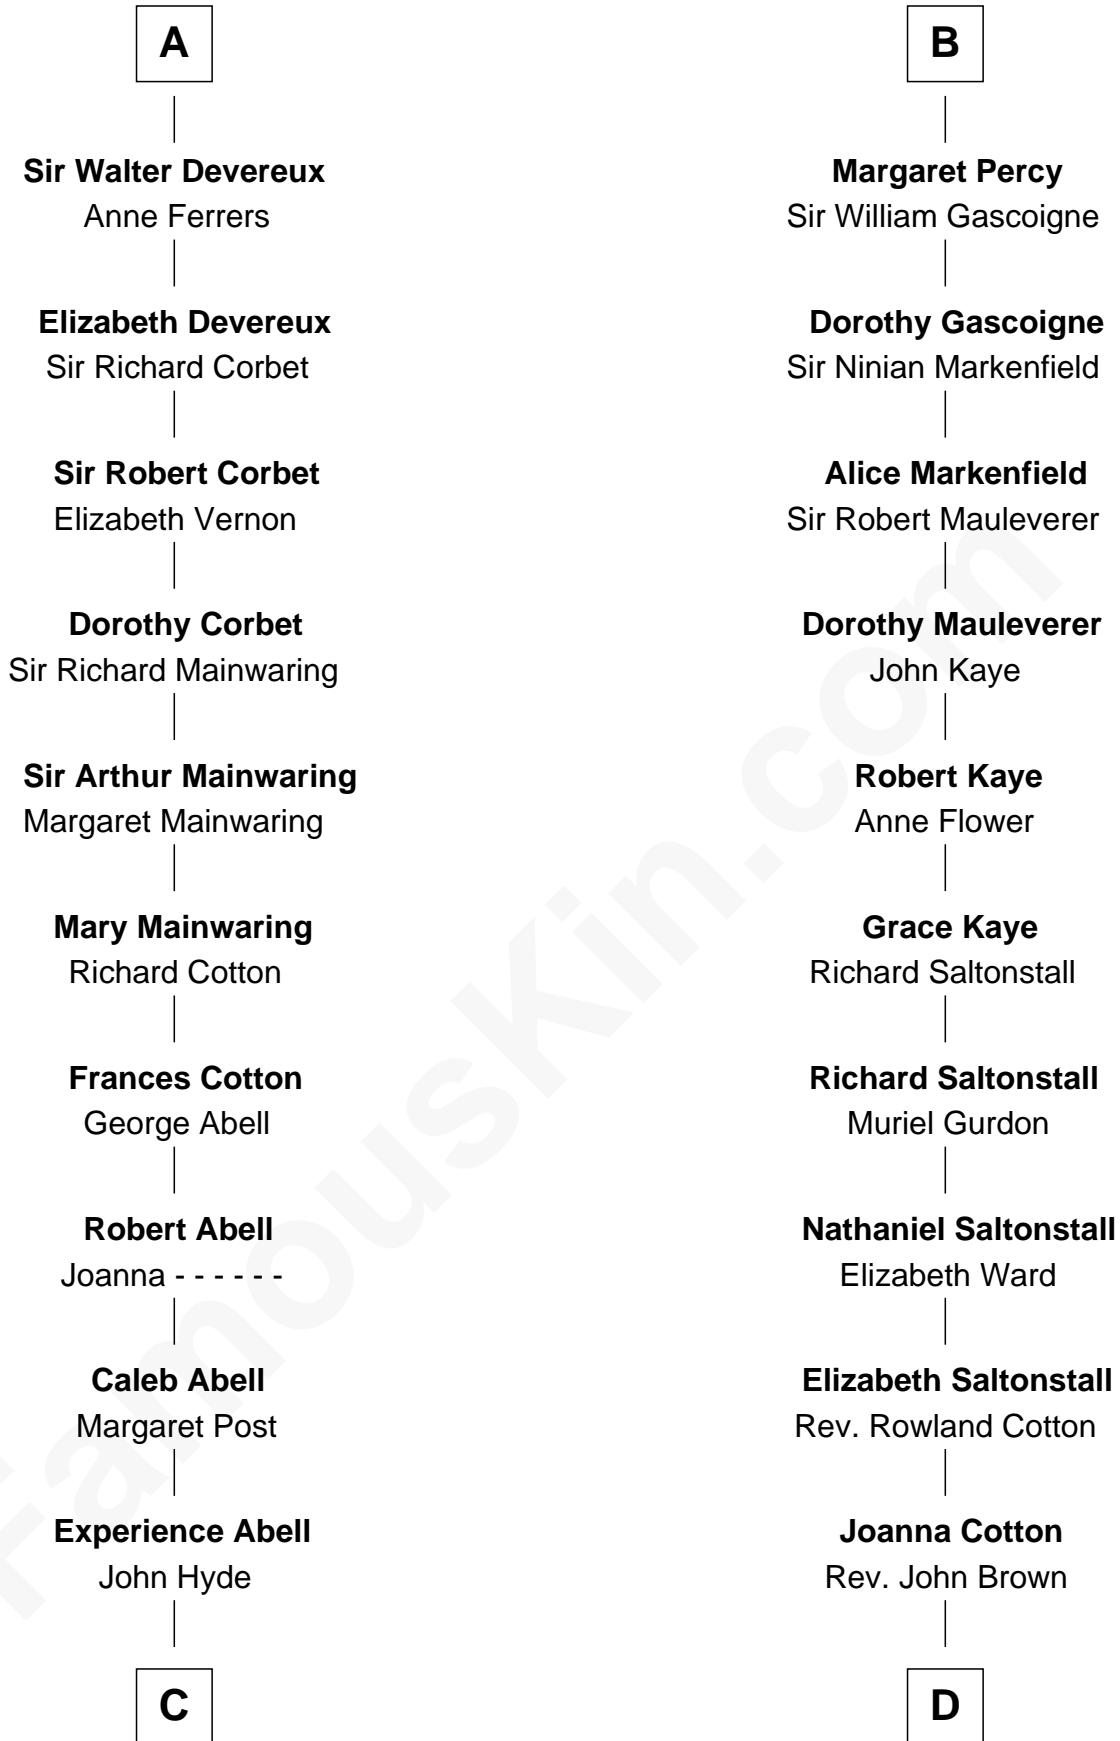 A
Sir Walter Devereux
Anne Ferrers
Elizabeth Devereux
Sir Richard Corbet
Sir Robert Corbet
Elizabeth Vernon
Dorothy Corbet
Sir Richard Mainwaring
Sir Arthur Mainwaring
Margaret Mainwaring
Mary Mainwaring
Richard Cotton
Frances Cotton
George Abell
Robert Abell
Joanna - - - - - -
Caleb Abell
Margaret Post
Experience Abell
John Hyde
C
B
Margaret Percy
Sir William Gascoigne
Dorothy Gascoigne
Sir Ninian Markenfield
Alice Markenfield
Sir Robert Mauleverer
Dorothy Mauleverer
John Kaye
Robert Kaye
Anne Flower
Grace Kaye
Richard Saltonstall
Richard Saltonstall
Muriel Gurdon
Nathaniel Saltonstall
Elizabeth Ward
Elizabeth Saltonstall
Rev. Rowland Cotton
Joanna Cotton
Rev. John Brown
D
FamousKin.com